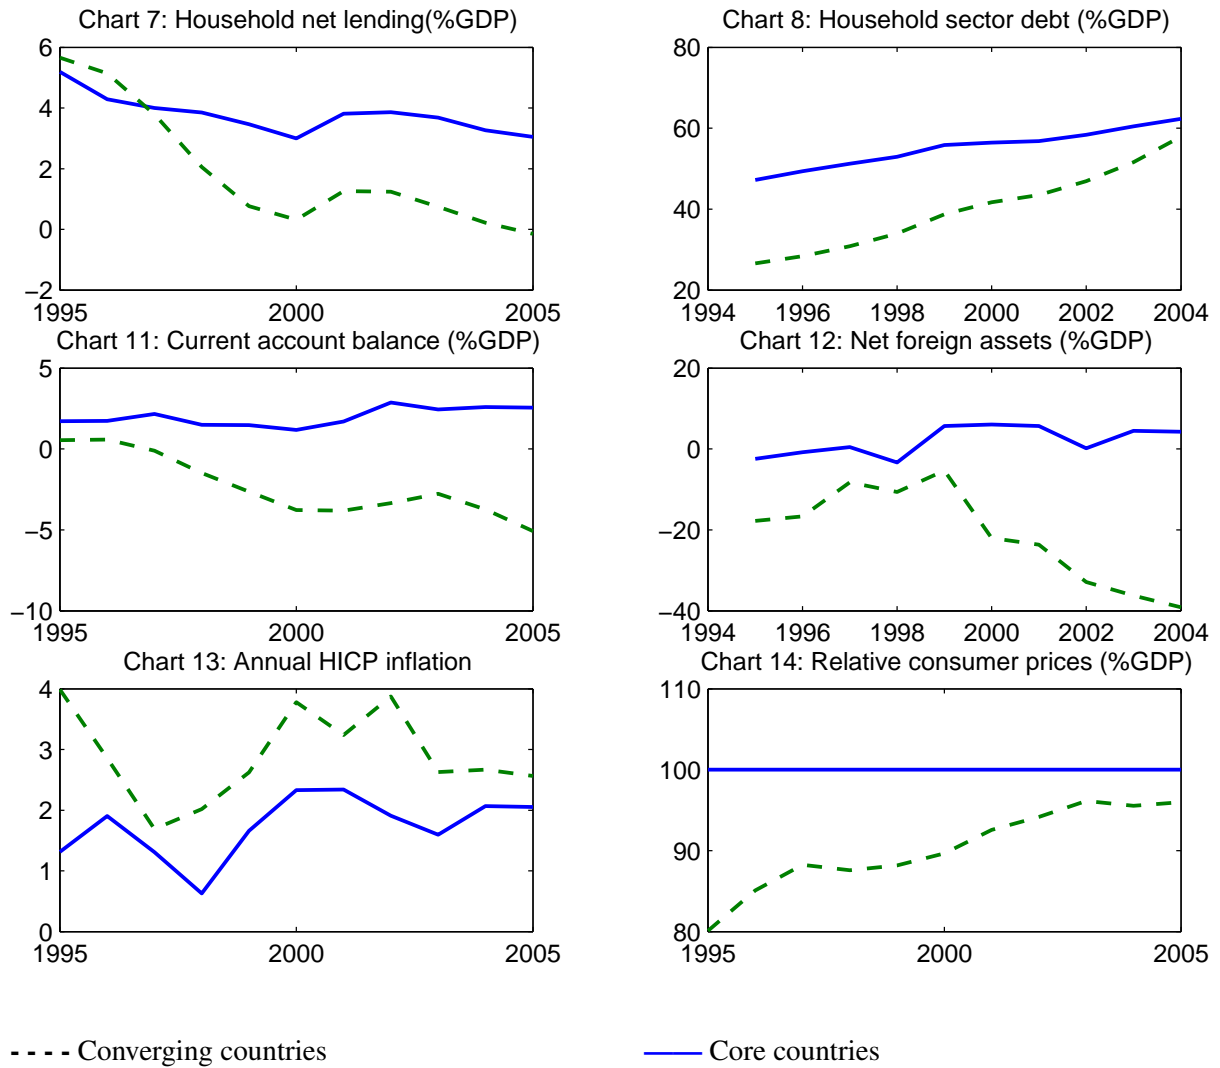 Chart 7: Household net lending(%GDP)
6
4
2
0
−2
1995 2000 2005
Chart 8: Household sector debt (%GDP)
80
60
40
20
1994 1996 1998 2000 2002 2004
Chart 11: Current account balance (%GDP)
5
0
−5
−10
1995 2000 2005
Chart 12: Net foreign assets (%GDP)
20
0
−20
−40
1994 1996 1998 2000 2002 2004
Chart 13: Annual HICP inflation
4
3
2
1
0
1995 2000 2005
Chart 14: Relative consumer prices (%GDP)
110
100
90
80
1995 2000 2005
Converging countries
Core countries